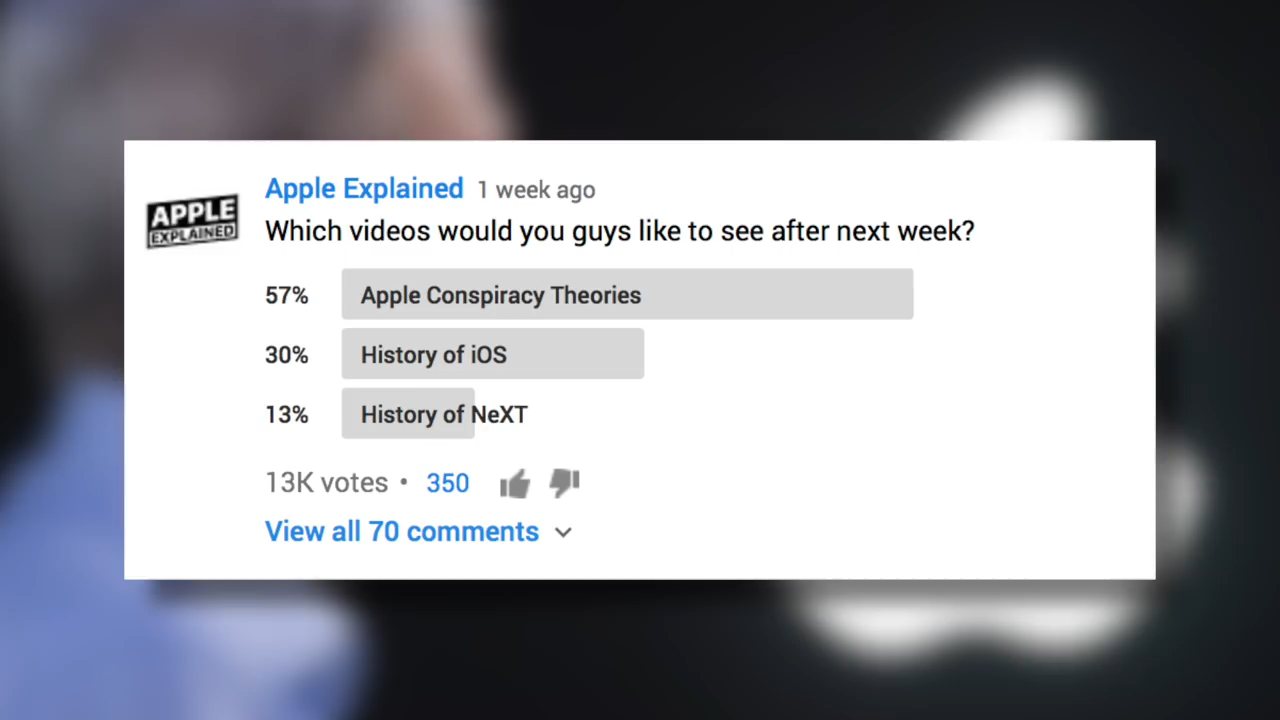 APPLE
EXPLAINED
Apple Explained 1 week ago
Which videos would you guys like to see after next week?
57% Apple Conspiracy Theories
30% History of iOS
13% History of NeXT
13K votes • 350
View all 70 comments